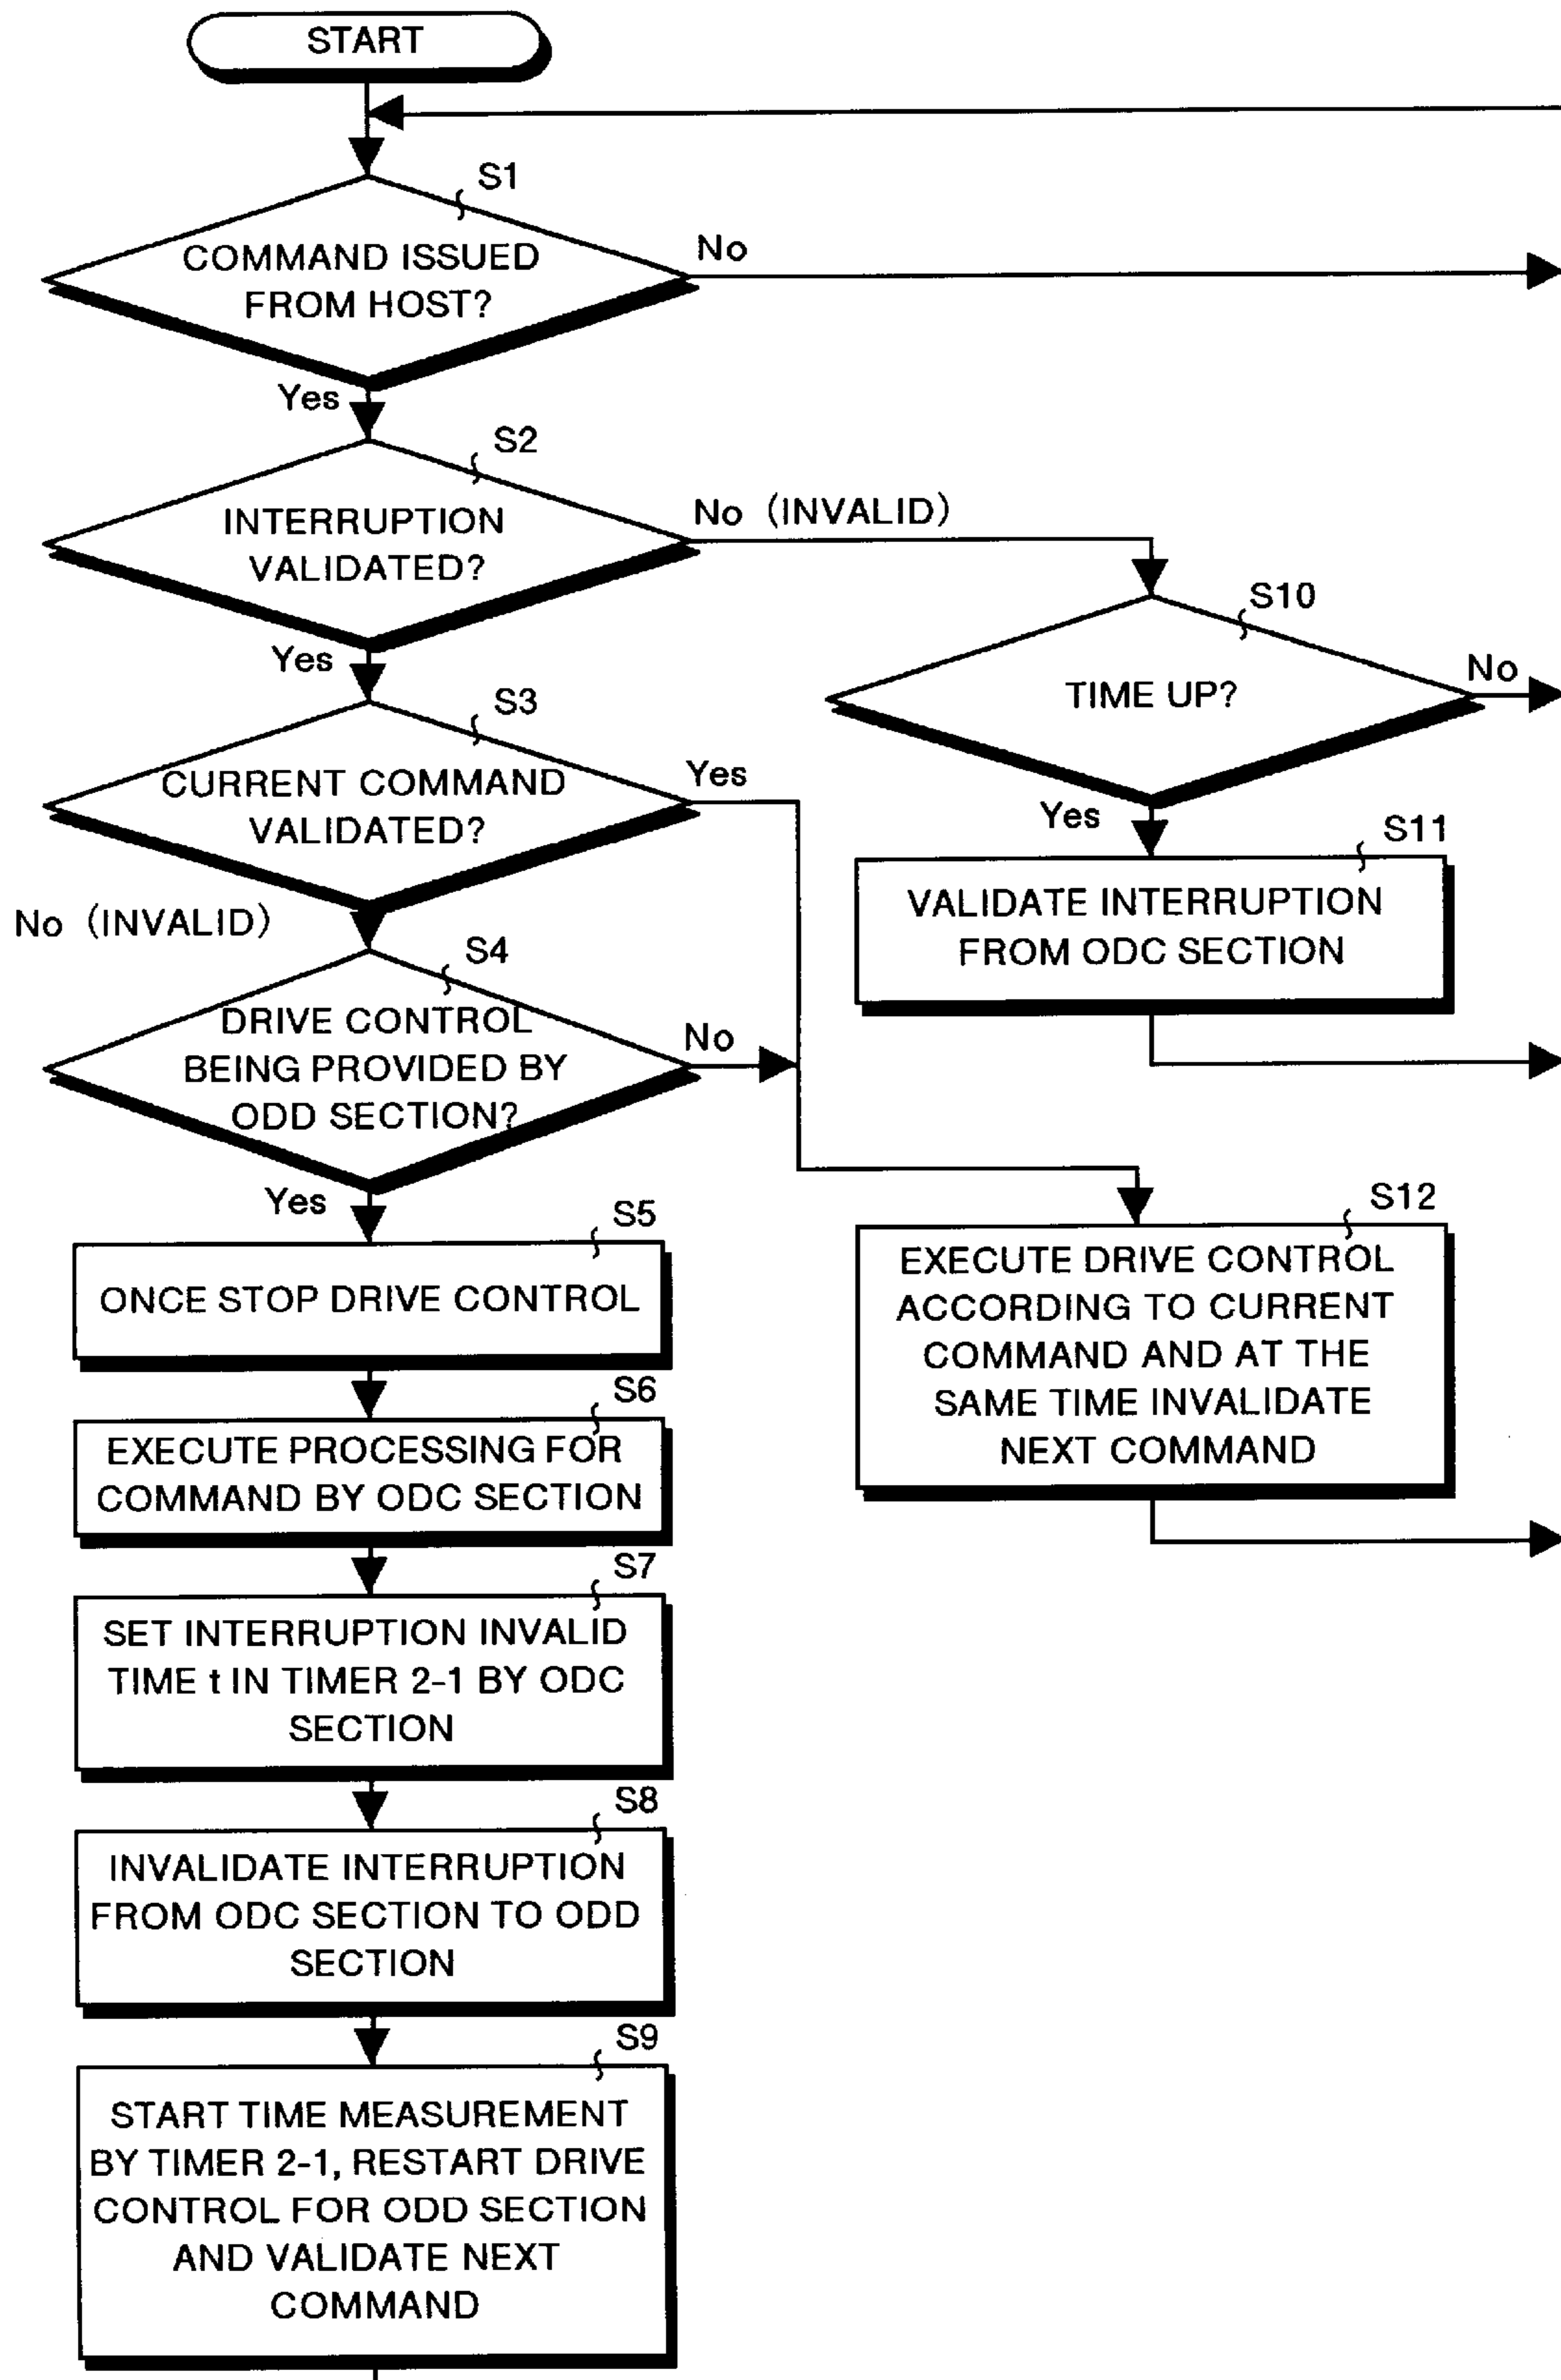 START
S1
COMMAND ISSUED
FROM HOST?
No
Yes
S2
INTERRUPTION
VALIDATED?
No (INVALID)
Yes
S10
TIME UP?
No
Yes
S3
CURRENT COMMAND
VALIDATED?
Yes
No (INVALID)
S11
VALIDATE INTERRUPTION
FROM ODC SECTION
S4
DRIVE CONTROL
BEING PROVIDED BY
ODD SECTION?
No
Yes
S12
EXECUTE DRIVE CONTROL
ACCORDING TO CURRENT
COMMAND AND AT THE
SAME TIME INVALIDATE
NEXT COMMAND
S5
ONCE STOP DRIVE CONTROL
S6
EXECUTE PROCESSING FOR
COMMAND BY ODC SECTION
S7
SET INTERRUPTION INVALID
TIME t IN TIMER 2-1 BY ODC
SECTION
S8
INVALIDATE INTERRUPTION
FROM ODC SECTION TO ODD
SECTION
S9
START TIME MEASUREMENT
BY TIMER 2-1, RESTART DRIVE
CONTROL FOR ODD SECTION
AND VALIDATE NEXT
COMMAND